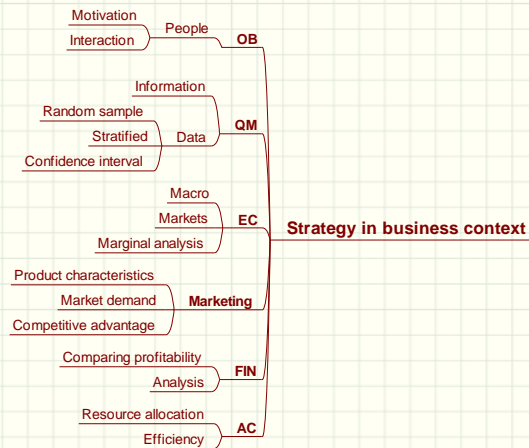 Motivation
People
Interaction
OB
Information
Random sample
QM
Stratified
Data
Confidence interval
Macro
Markets
EC
Marginal analysis
Strategy in business context
Product characteristics
Market demand
Marketing
Competitive advantage
Comparing profitability
FIN
Analysis
Resource allocation
AC
Efficiency